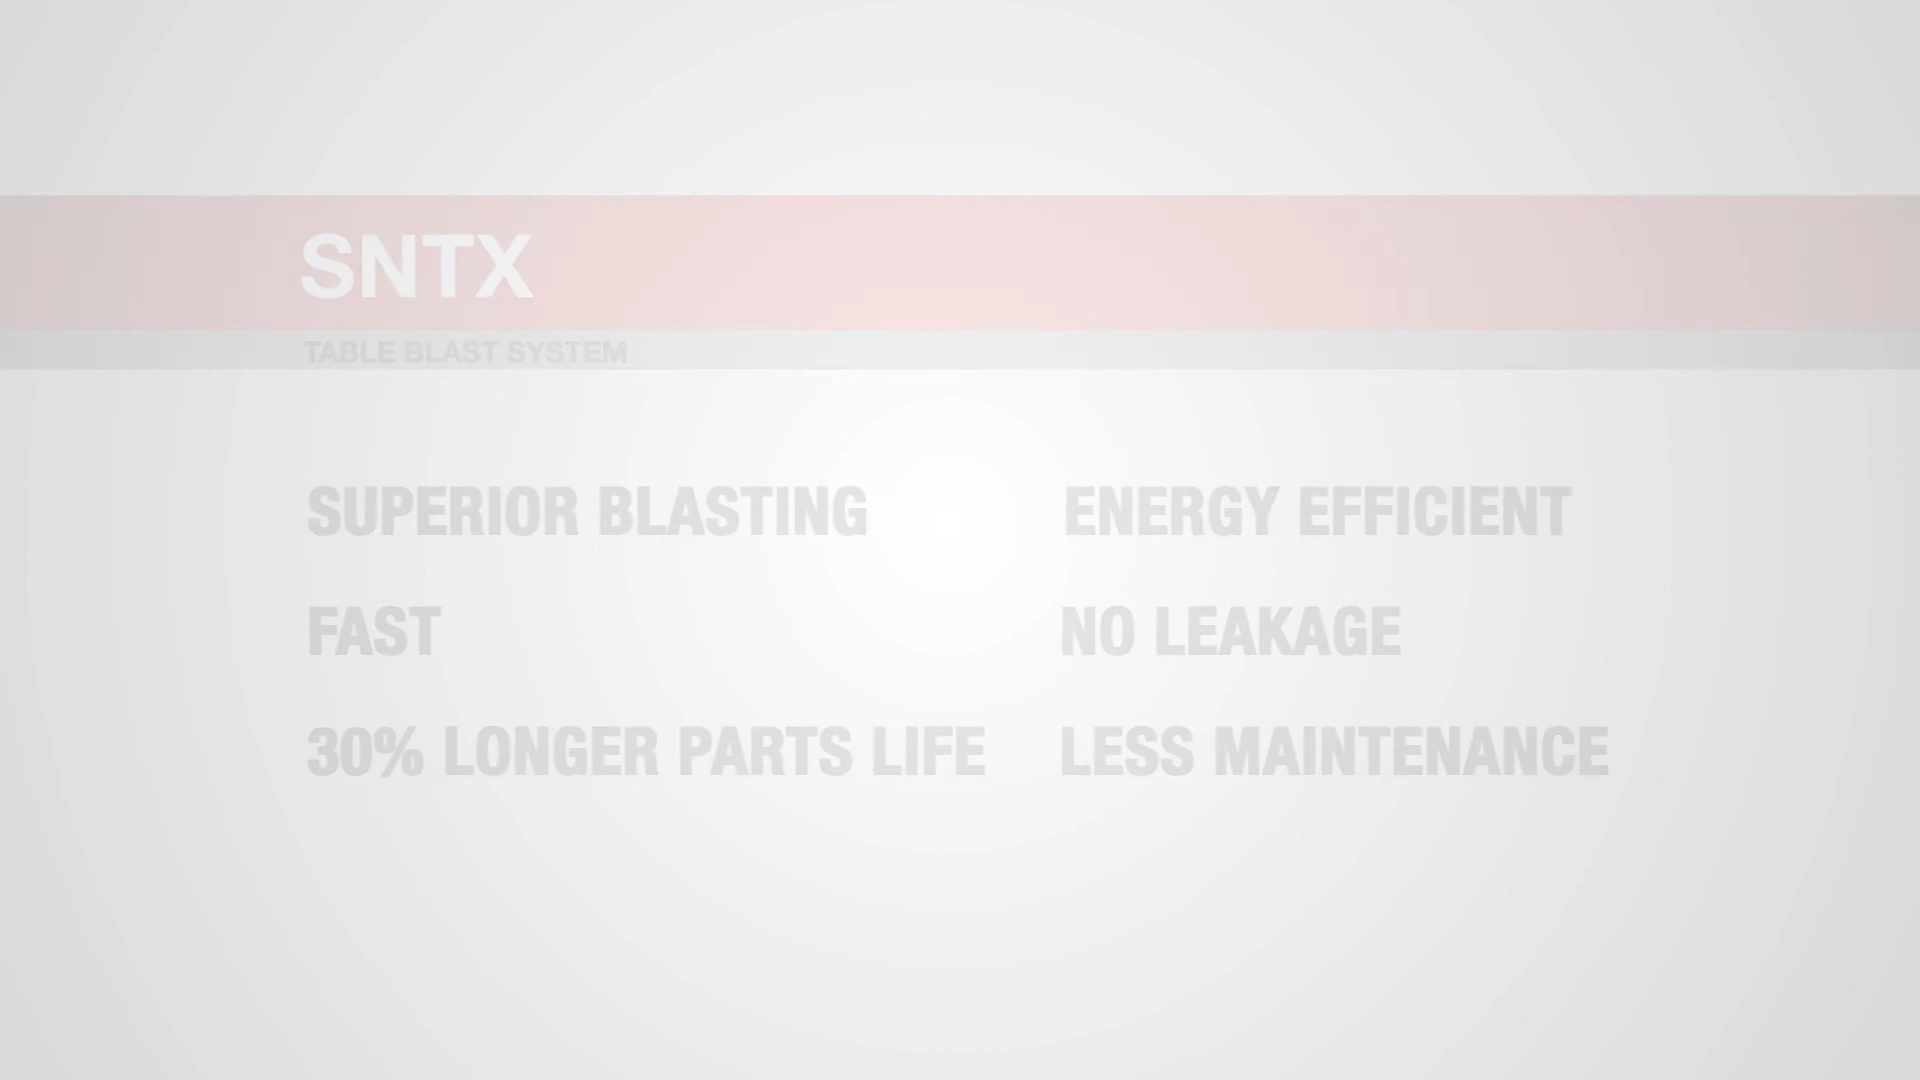 SNTX
TABLE BLAST SYSTEM
SUPERIOR BLASTING
ENERGY EFFICIENT
FAST
NO LEAKAGE
30% LONGER PARTS LIFE
LESS MAINTENANCE